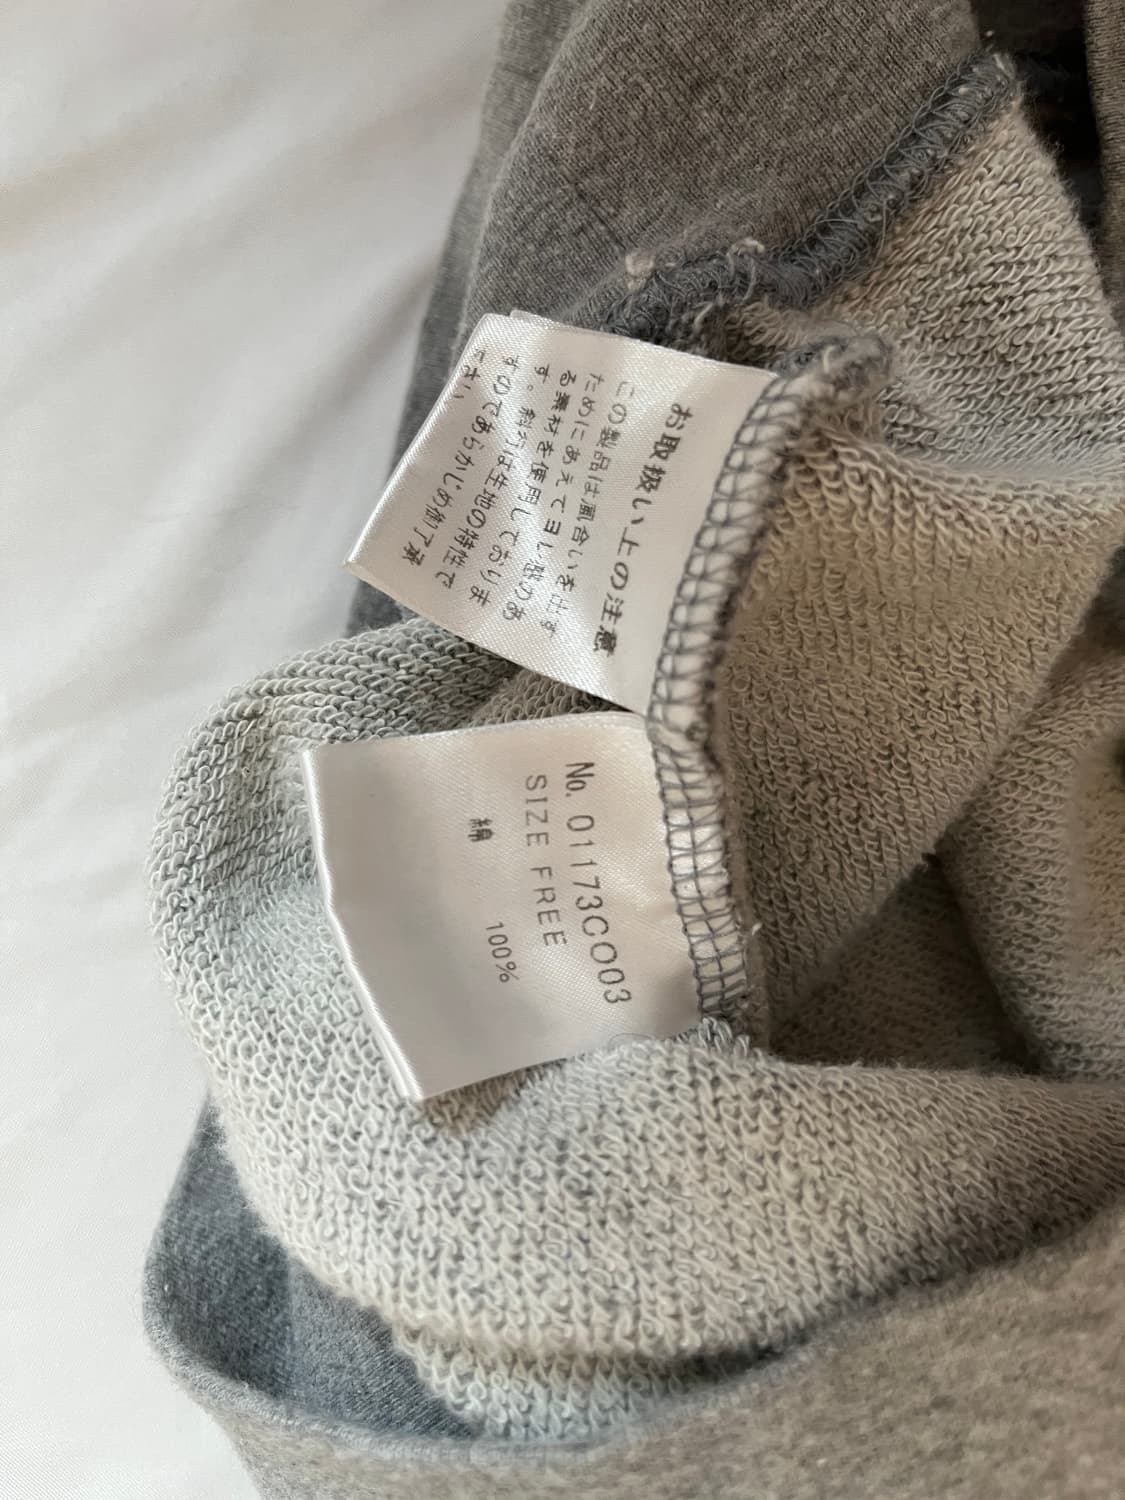 お取扱い上の注意
この製品は風合いを出す
ためにあえてヨレ感のあ
る素材を使用しておりま
す。斜行は生地の特性で
すのであらかじめ御了承
下さい
No. 01173CO003
SIZE FREE
綿 100%